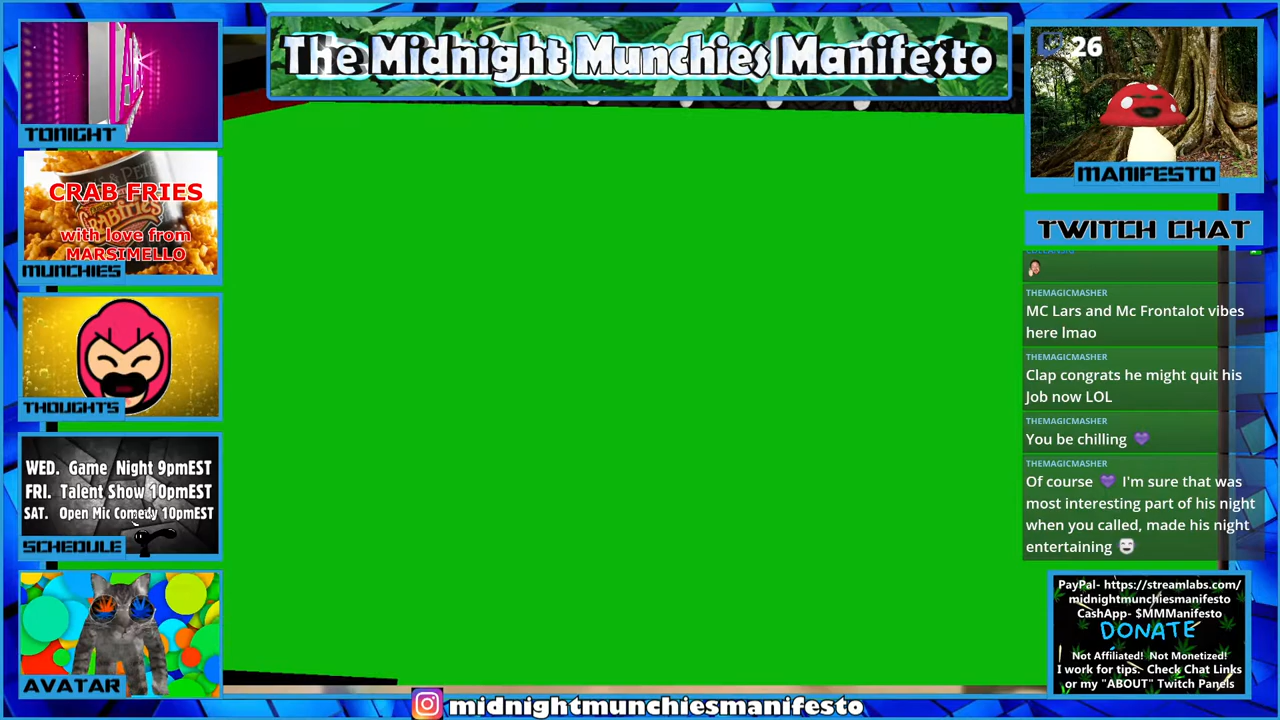 The Midnight Munchies Manifesto
TONIGHT
CRAB FRIES
with love from
MARSIMELLO
MUNCHIES
THOUGHTS
WED. Game Night 9pmEST
FRI. Talent Show 10pmEST
SAT. Open Mic Comedy 10pmEST
SCHEDULE
AVATAR
26
MANIFESTO
TWITCH CHAT
THEMAGICMASHER
MC Lars and Mc Frontalot vibes
here lmao
THEMAGICMASHER
Clap congrats he might quit his
Job now LOL
THEMAGICMASHER
You be chilling 💜
THEMAGICMASHER
Of course 💜 I'm sure that was
most interesting part of his night
when you called, made his night
entertaining
PayPal- https://streamlabs.com/
midnightmunchiesmanifesto
CashApp- $MMManifesto
DONATE
Not Affiliated! Not Monetized!
I work for tips- Check Chat Links
or my "ABOUT" Twitch Panels
midnightmunchiesmanifesto